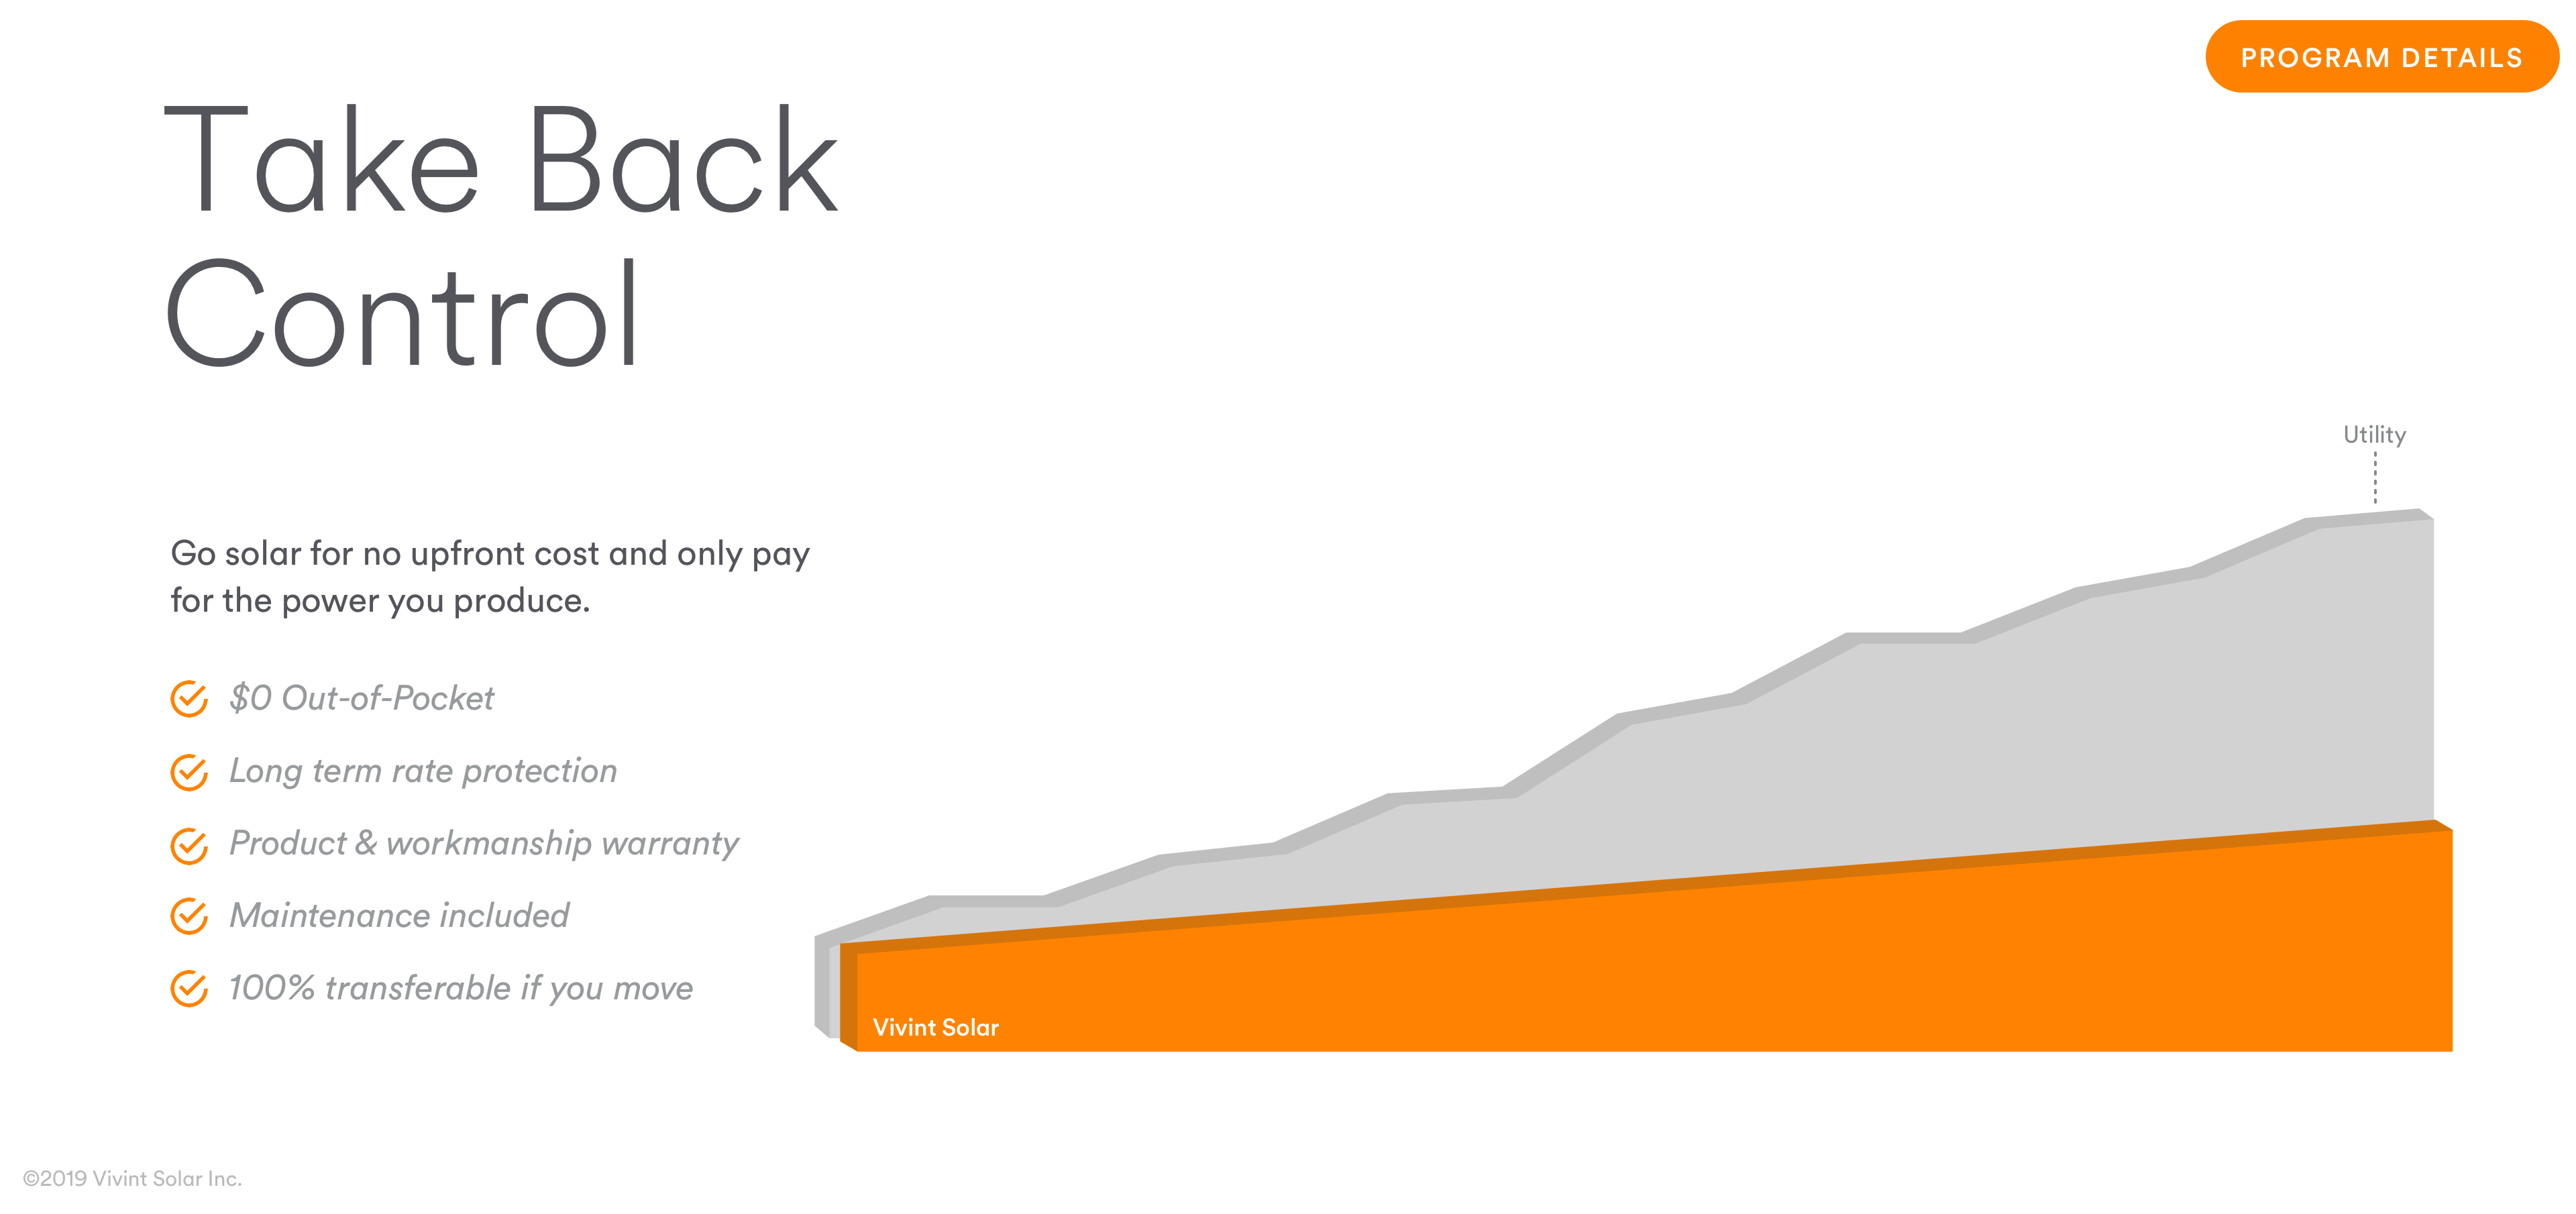 PROGRAM DETAILS
Take Back
Control
Utility
Go solar for no upfront cost and only pay
for the power you produce.
$0 Out-of-Pocket
Long term rate protection
Product & workmanship warranty
Maintenance included
100% transferable if you move
Vivint Solar
©2019 Vivint Solar Inc.